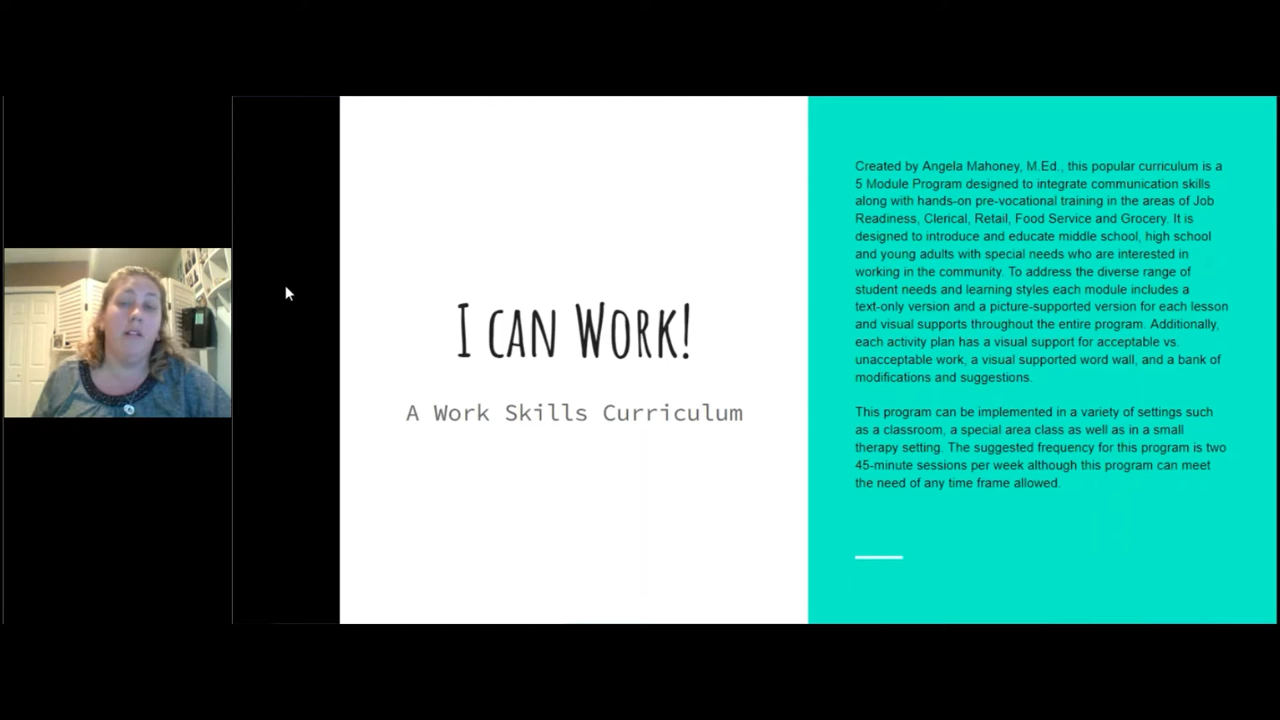 I CAN WORK!
A Work Skills Curriculum
Created by Angela Mahoney, M.Ed., this popular curriculum is a
5 Module Program designed to integrate communication skills
along with hands-on pre-vocational training in the areas of Job
Readiness, Clerical, Retail, Food Service and Grocery. It is
designed to introduce and educate middle school, high school
and young adults with special needs who are interested in
working in the community. To address the diverse range of
student needs and learning styles each module includes a
text-only version and a picture-supported version for each lesson
and visual supports throughout the entire program. Additionally,
each activity plan has a visual support for acceptable vs.
unacceptable work, a visual supported word wall, and a bank of
modifications and suggestions.
This program can be implemented in a variety of settings such
as a classroom, a special area class as well as in a small
therapy setting. The suggested frequency for this program is two
45-minute sessions per week although this program can meet
the need of any time frame allowed.